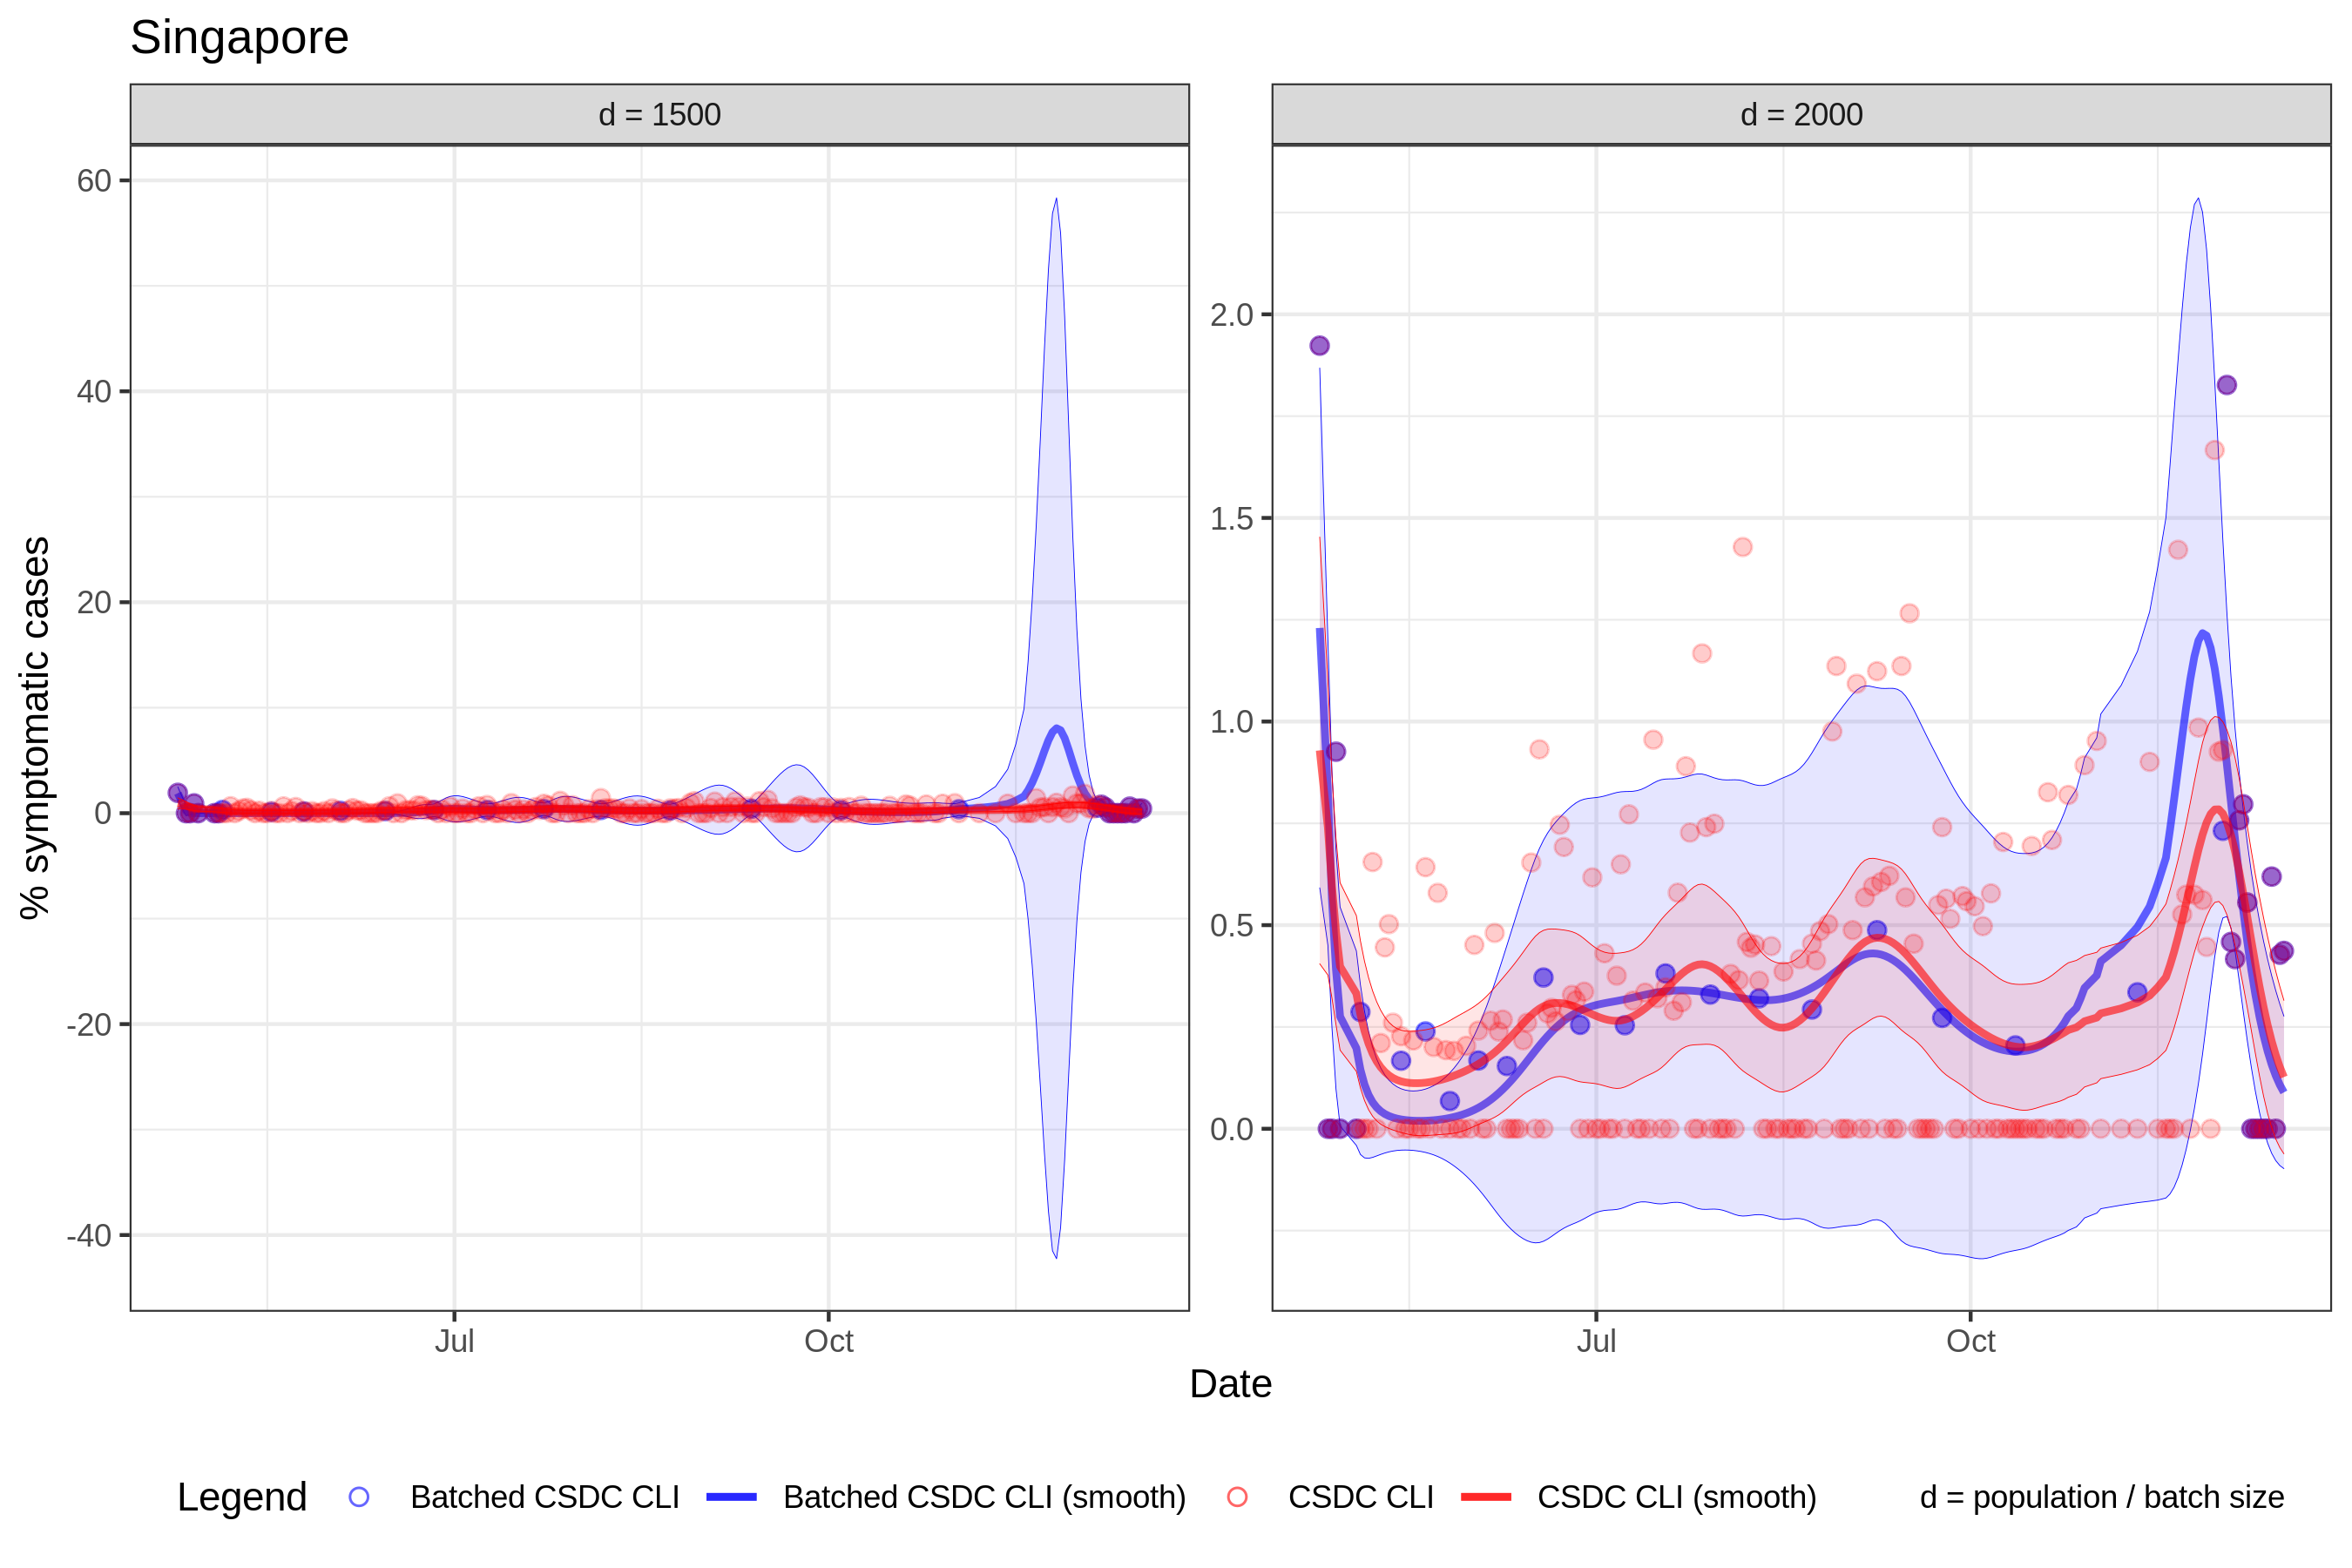 Singapore
d = 1500
d = 2000
% symptomatic cases
60
40
20
0
-20
-40
2.0
1.5
1.0
0.5
0.0
Jul
Oct
Jul
Oct
Date
Legend
Batched CSDC CLI
Batched CSDC CLI (smooth)
CSDC CLI
CSDC CLI (smooth)
d = population / batch size